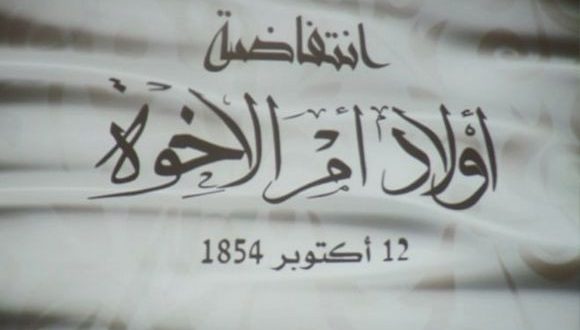 انتفاضة
أولاد أم الاخوة
12 أكتوبر 1854